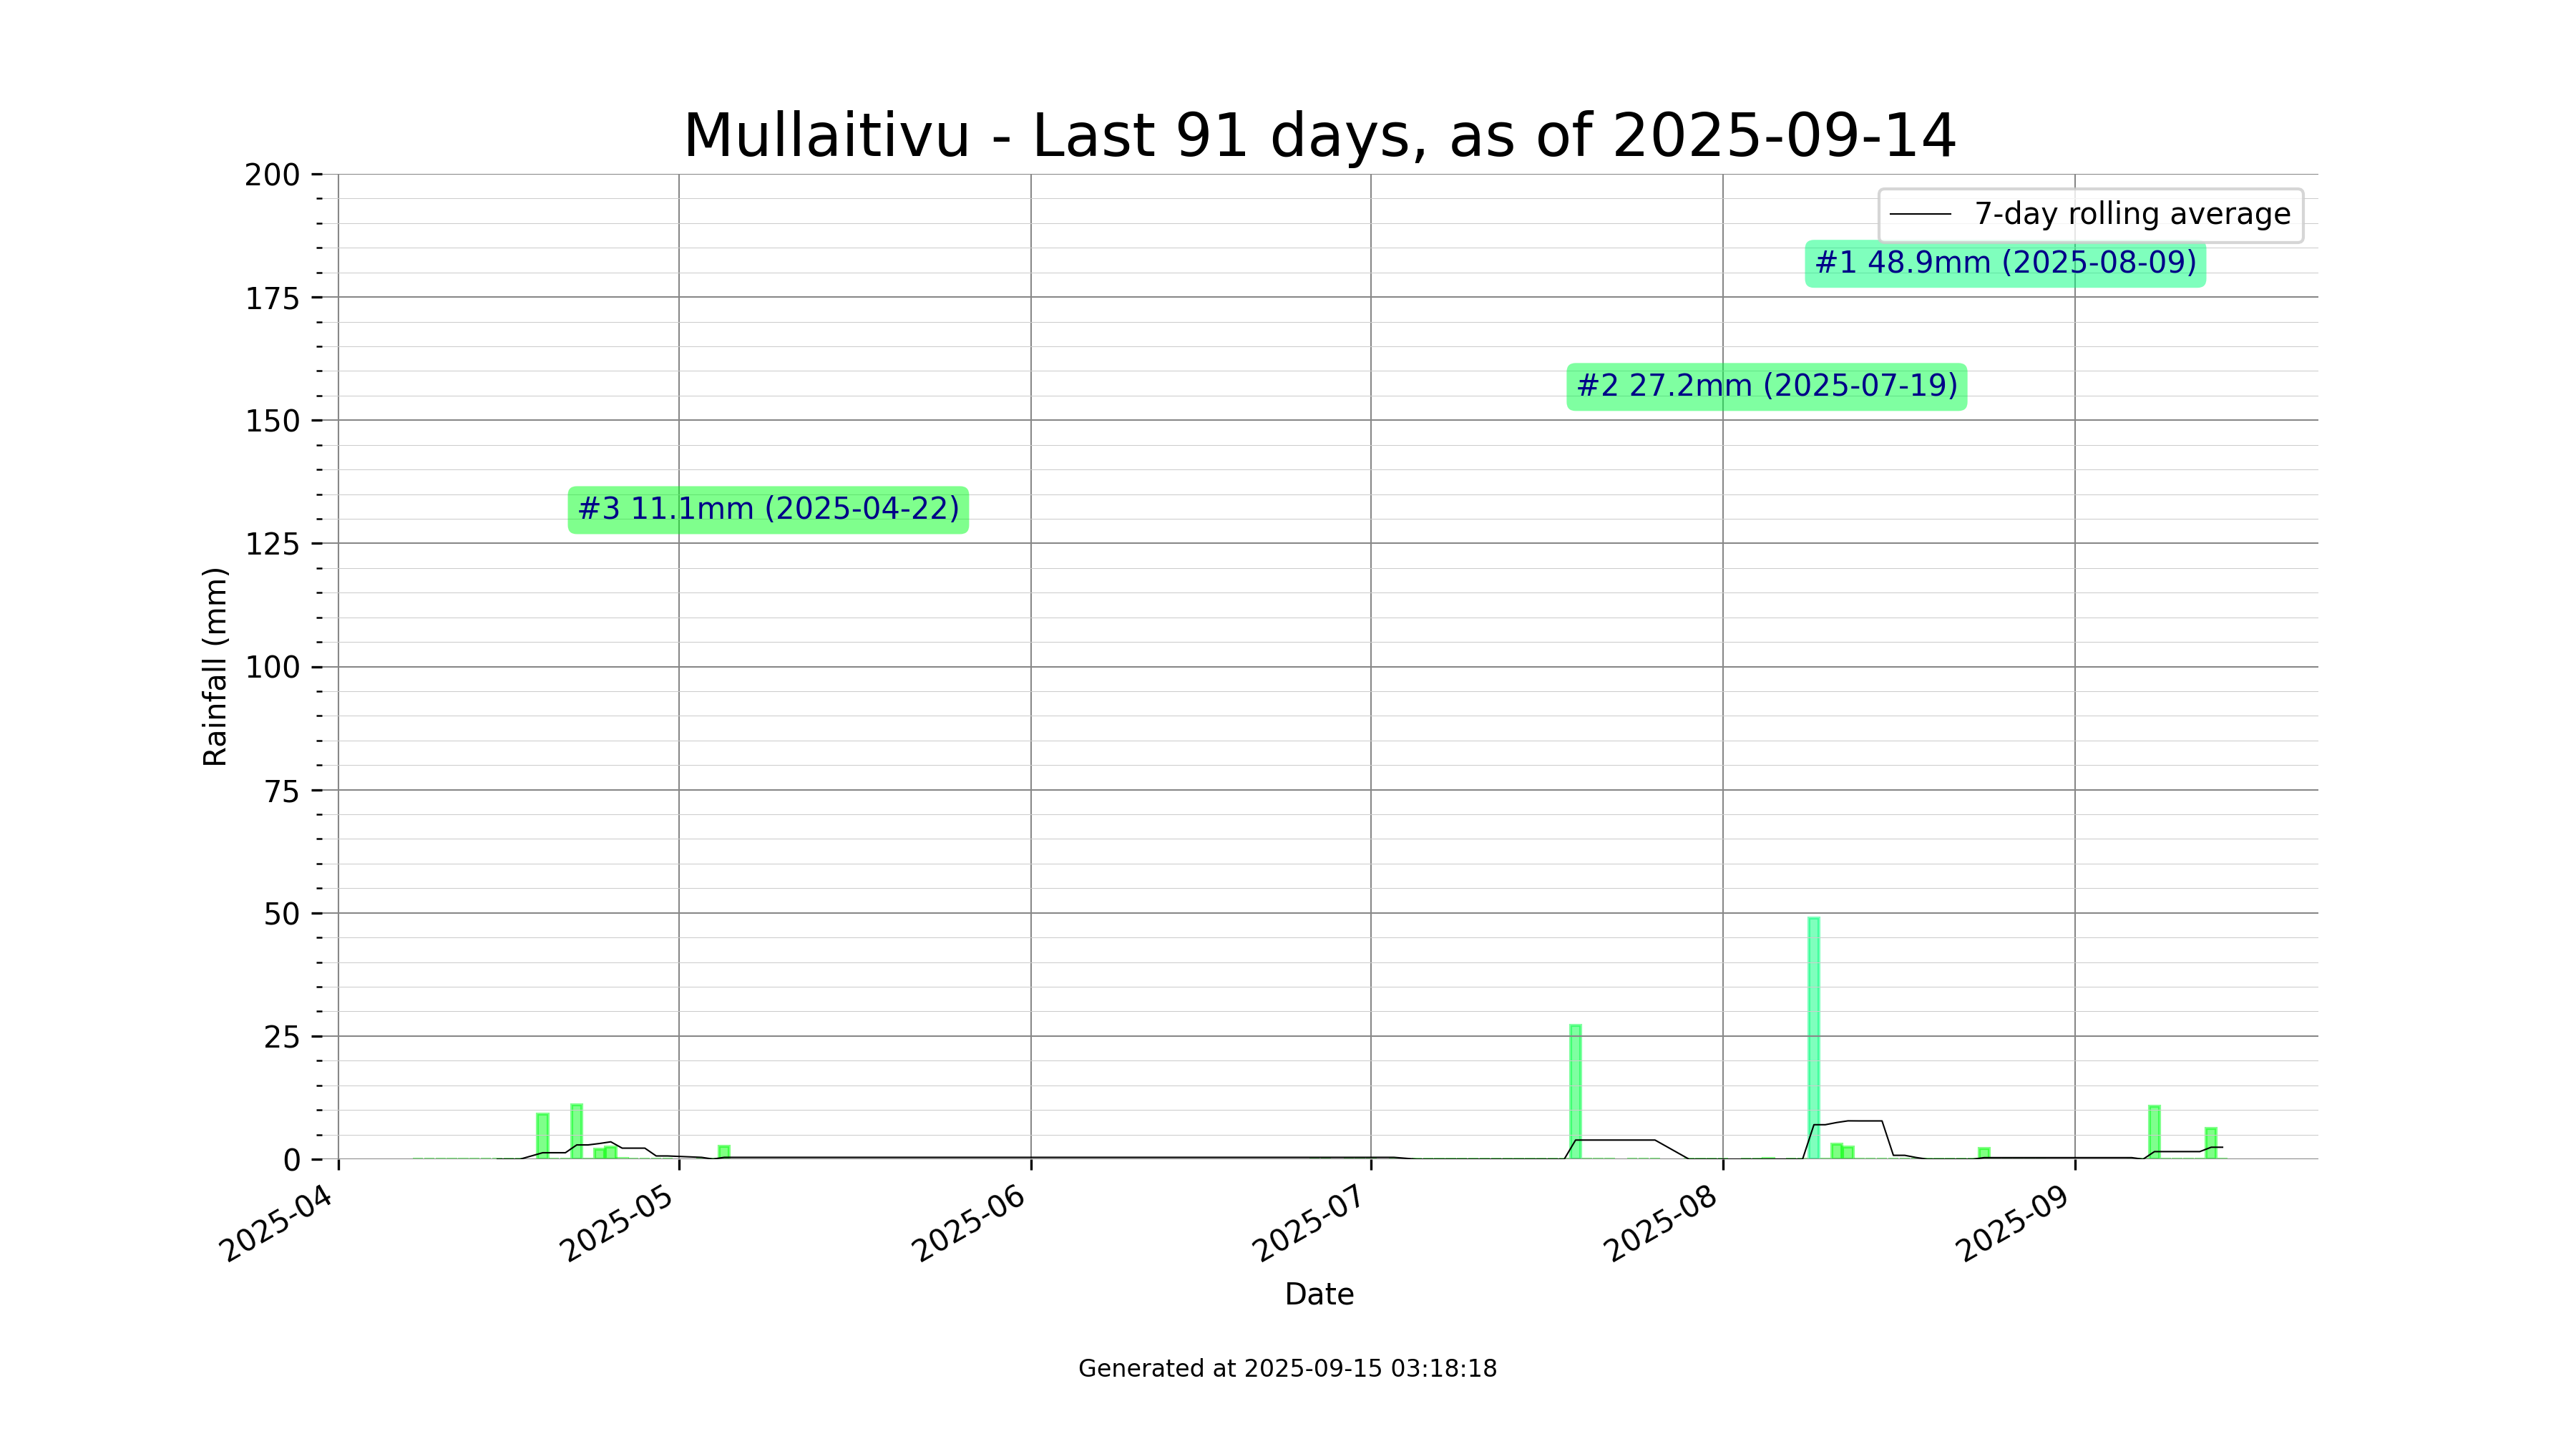 Mullaitivu - Last 91 days, as of 2025-09-14
200
175
150
125
100
75
50
25
0
Rainfall (mm)
7-day rolling average
#1 48.9mm (2025-08-09)
#2 27.2mm (2025-07-19)
#3 11.1mm (2025-04-22)
2025-04
2025-05
2025-06
2025-07
2025-08
2025-09
Date
Generated at 2025-09-15 03:18:18